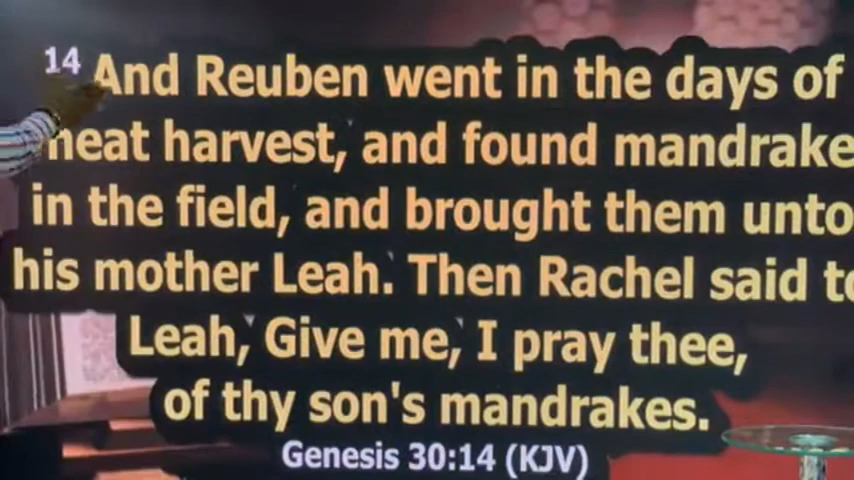 14 And Reuben went in the days of
heat harvest, and found mandrake
in the field, and brought them unto
his mother Leah. Then Rachel said to
Leah, Give me, I pray thee,
of thy son's mandrakes.
Genesis 30:14 (KJV)